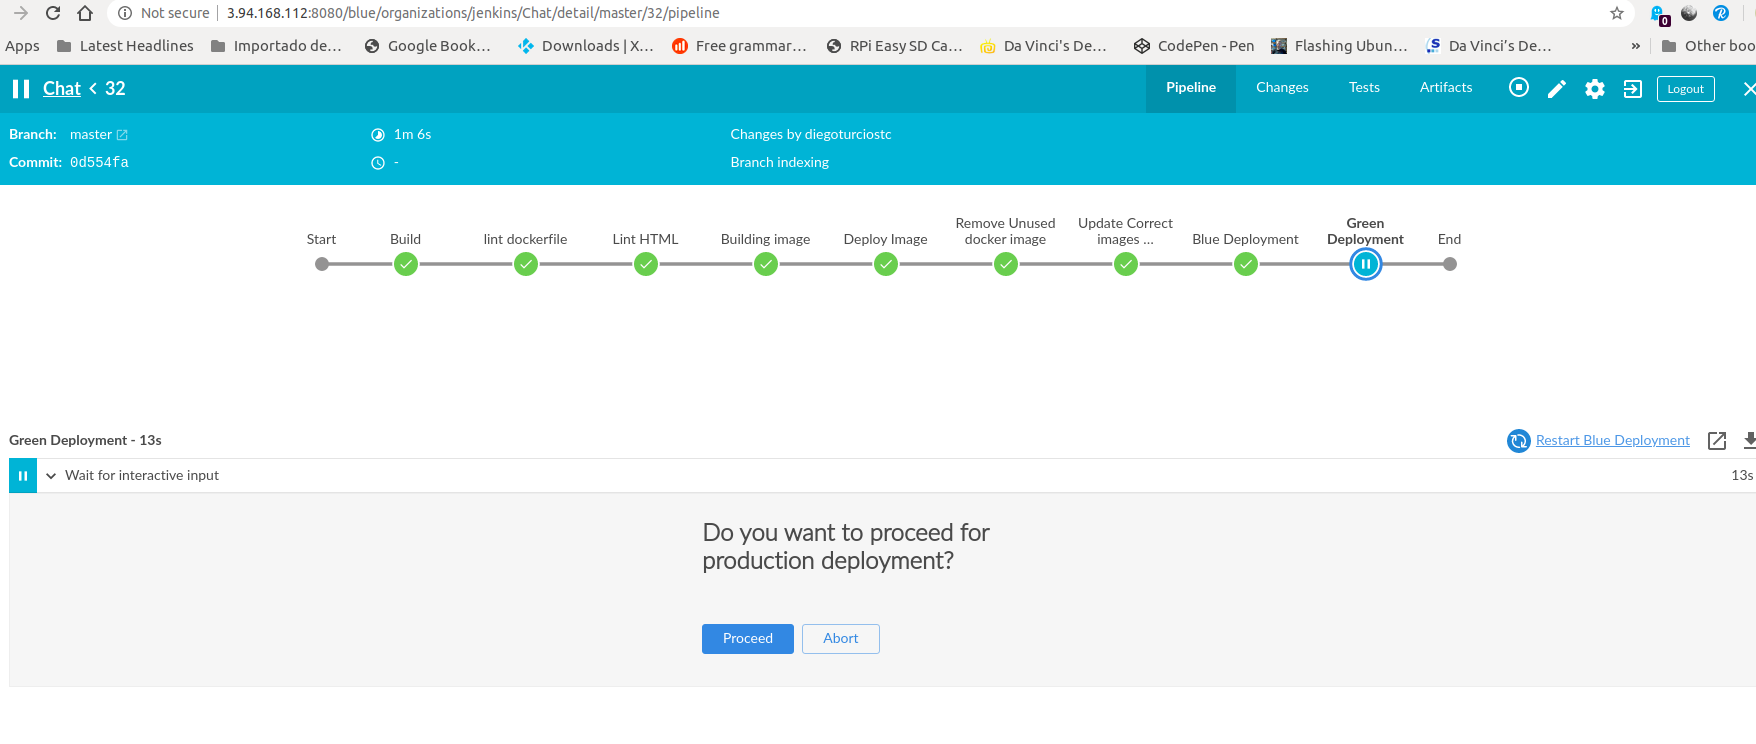 Not secure | 3.94.168.112:8080/blue/organizations/jenkins/Chat/detail/master/32/pipeline
0
Apps Latest Headlines Importado de... Google Book... Downloads | X... Free grammar... RPi Easy SD Ca... Da Vinci's De... CodePen - Pen Flashing Ubun... Da Vinci's De... » Other boo
Chat < 32 Pipeline Changes Tests Artifacts Logout
Branch: master 1m 6s Changes by diegoturciostc
Commit: 0d554fa - Branch indexing
Start
Build
lint dockerfile
Lint HTML
Building image
Deploy Image
Remove Unused
docker image
Update Correct
images ...
Blue Deployment
Green
Deployment
End
Green Deployment - 13s Restart Blue Deployment
Wait for interactive input 13s
Do you want to proceed for
production deployment?
Proceed Abort